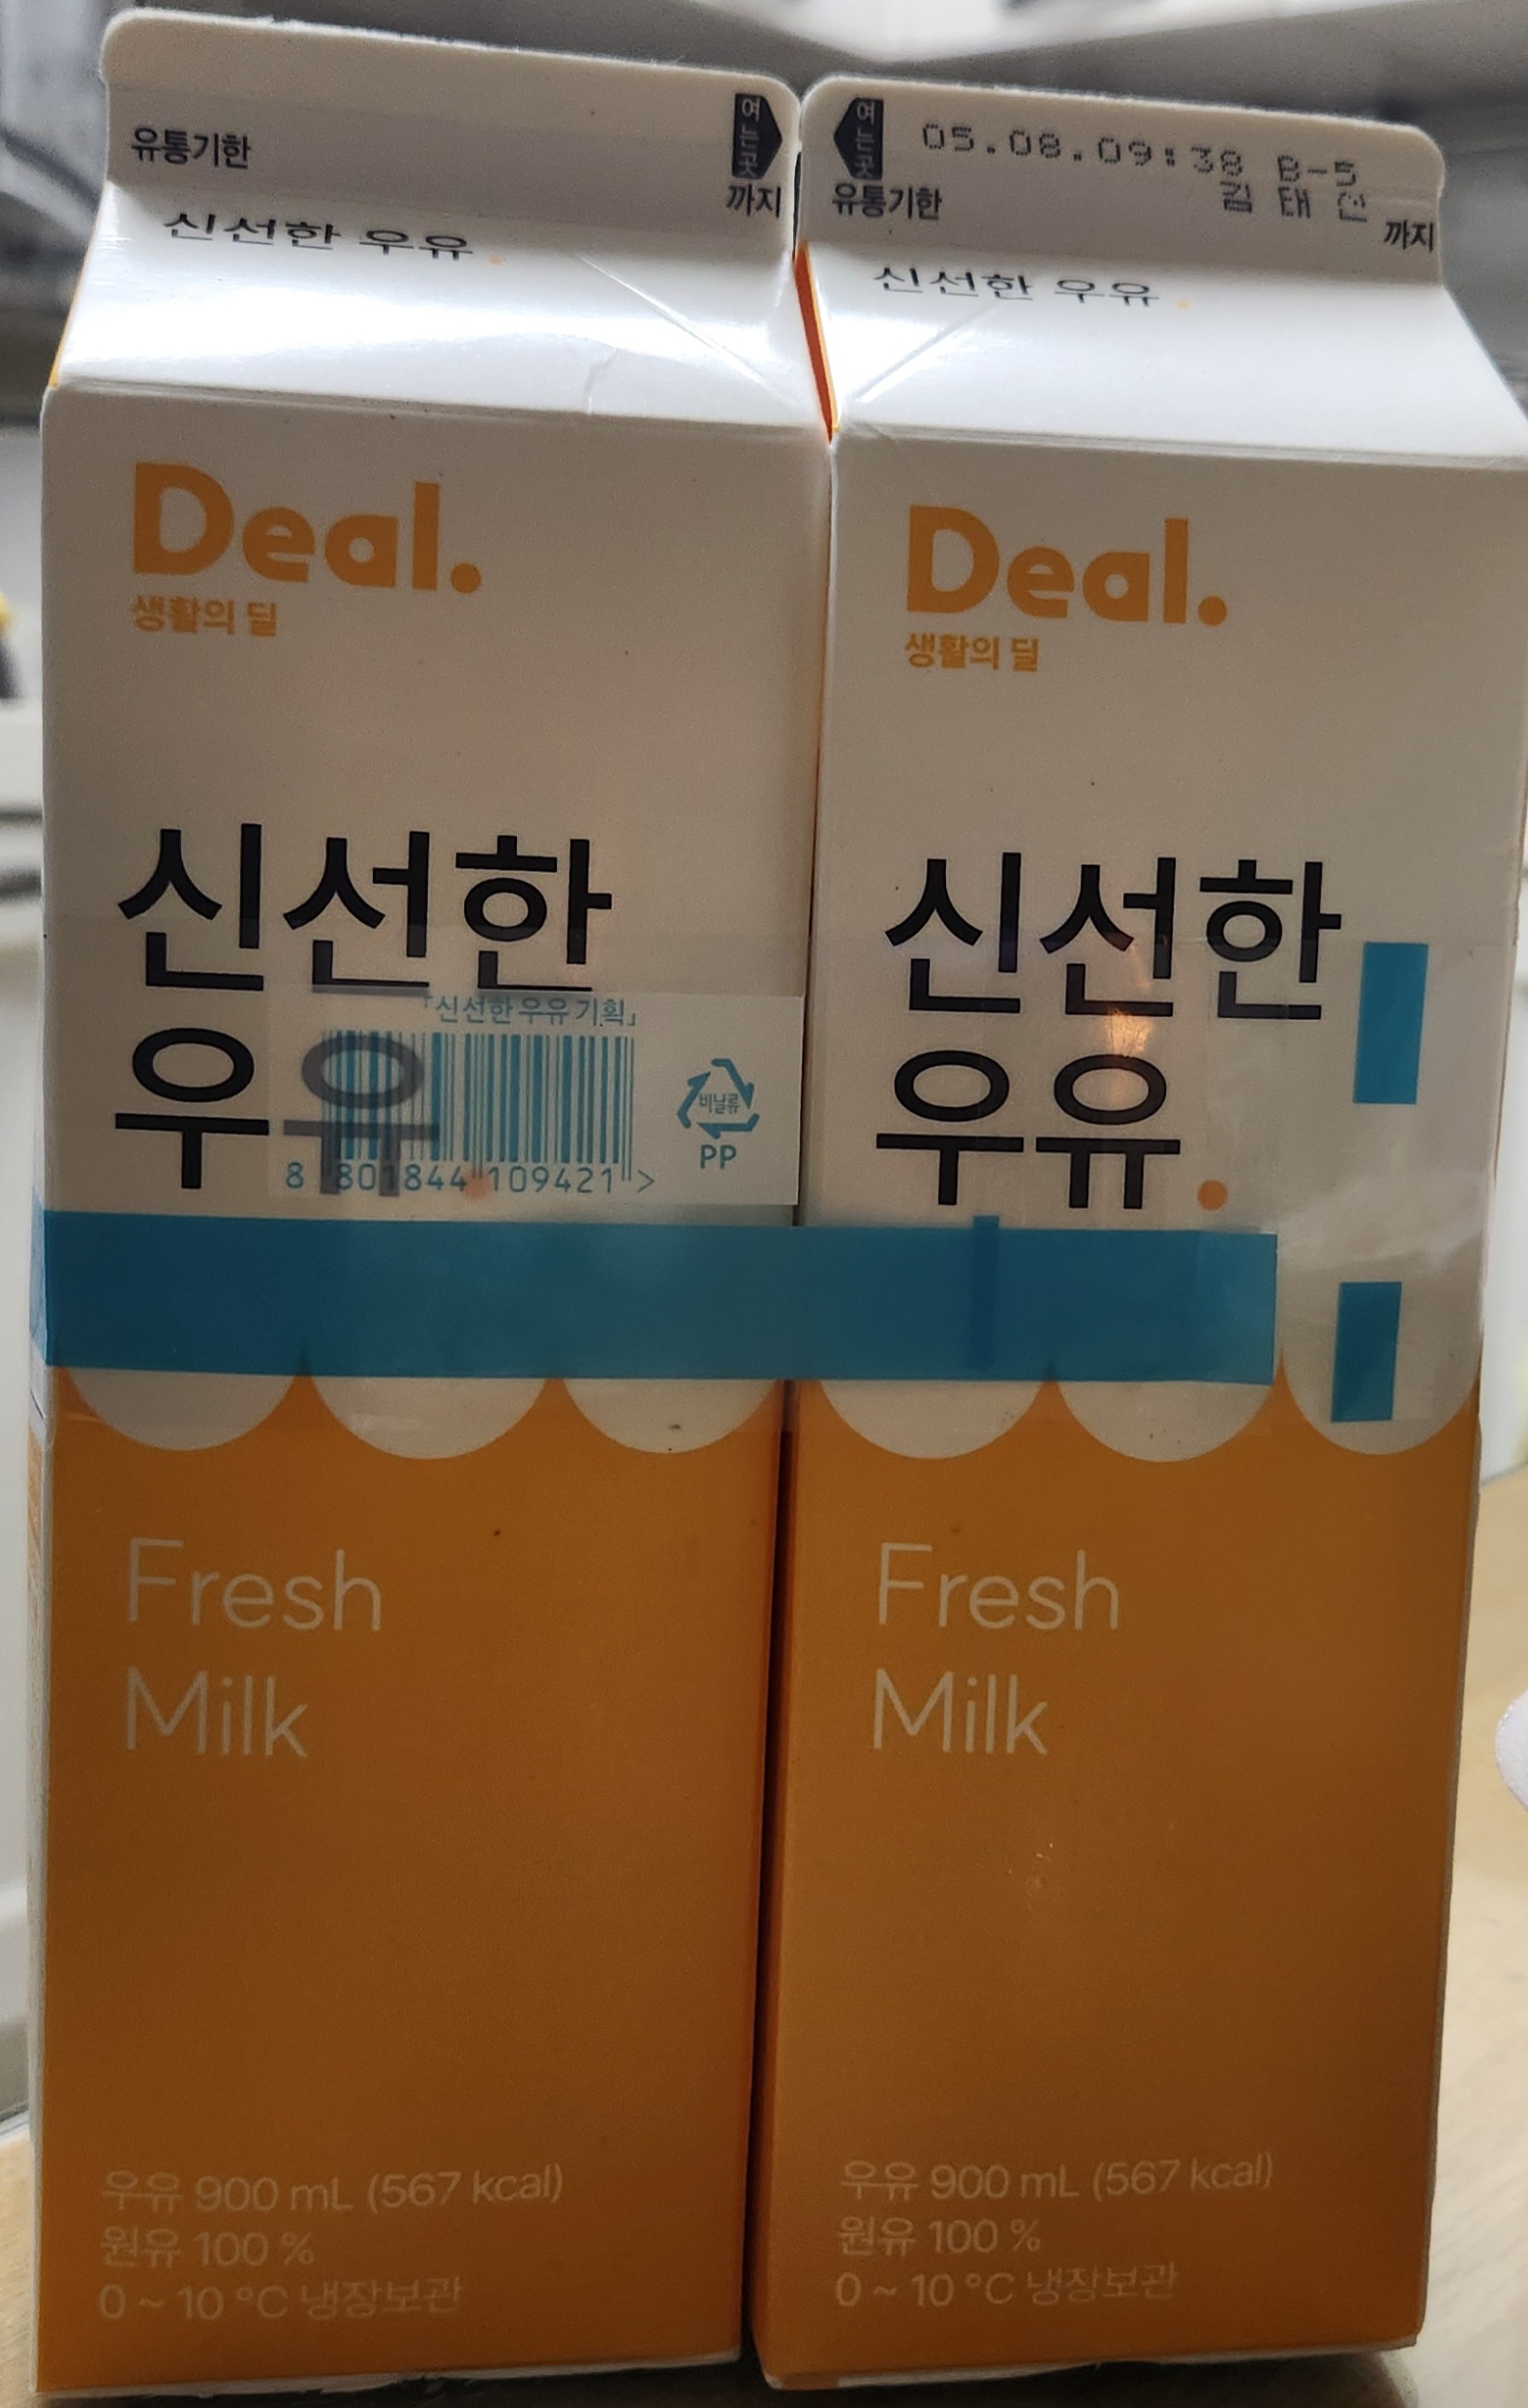 유통기한
여는곳
까지
신선한 우유.
Deal.
생활의 딜
신선한
우유.
「신선한우유기획」
8 801844 109421 >
비닐류
PP
Fresh
Milk
우유 900 mL (567 kcal)
원유 100 %
0 ~ 10 °C 냉장보관
여는곳
05.08.09:38 B-5
유통기한
김 태
까지
신선한 우유.
Deal.
생활의 딜
신선한
우유.
Fresh
Milk
우유 900 mL (567 kcal)
원유 100 %
0 ~ 10 °C 냉장보관